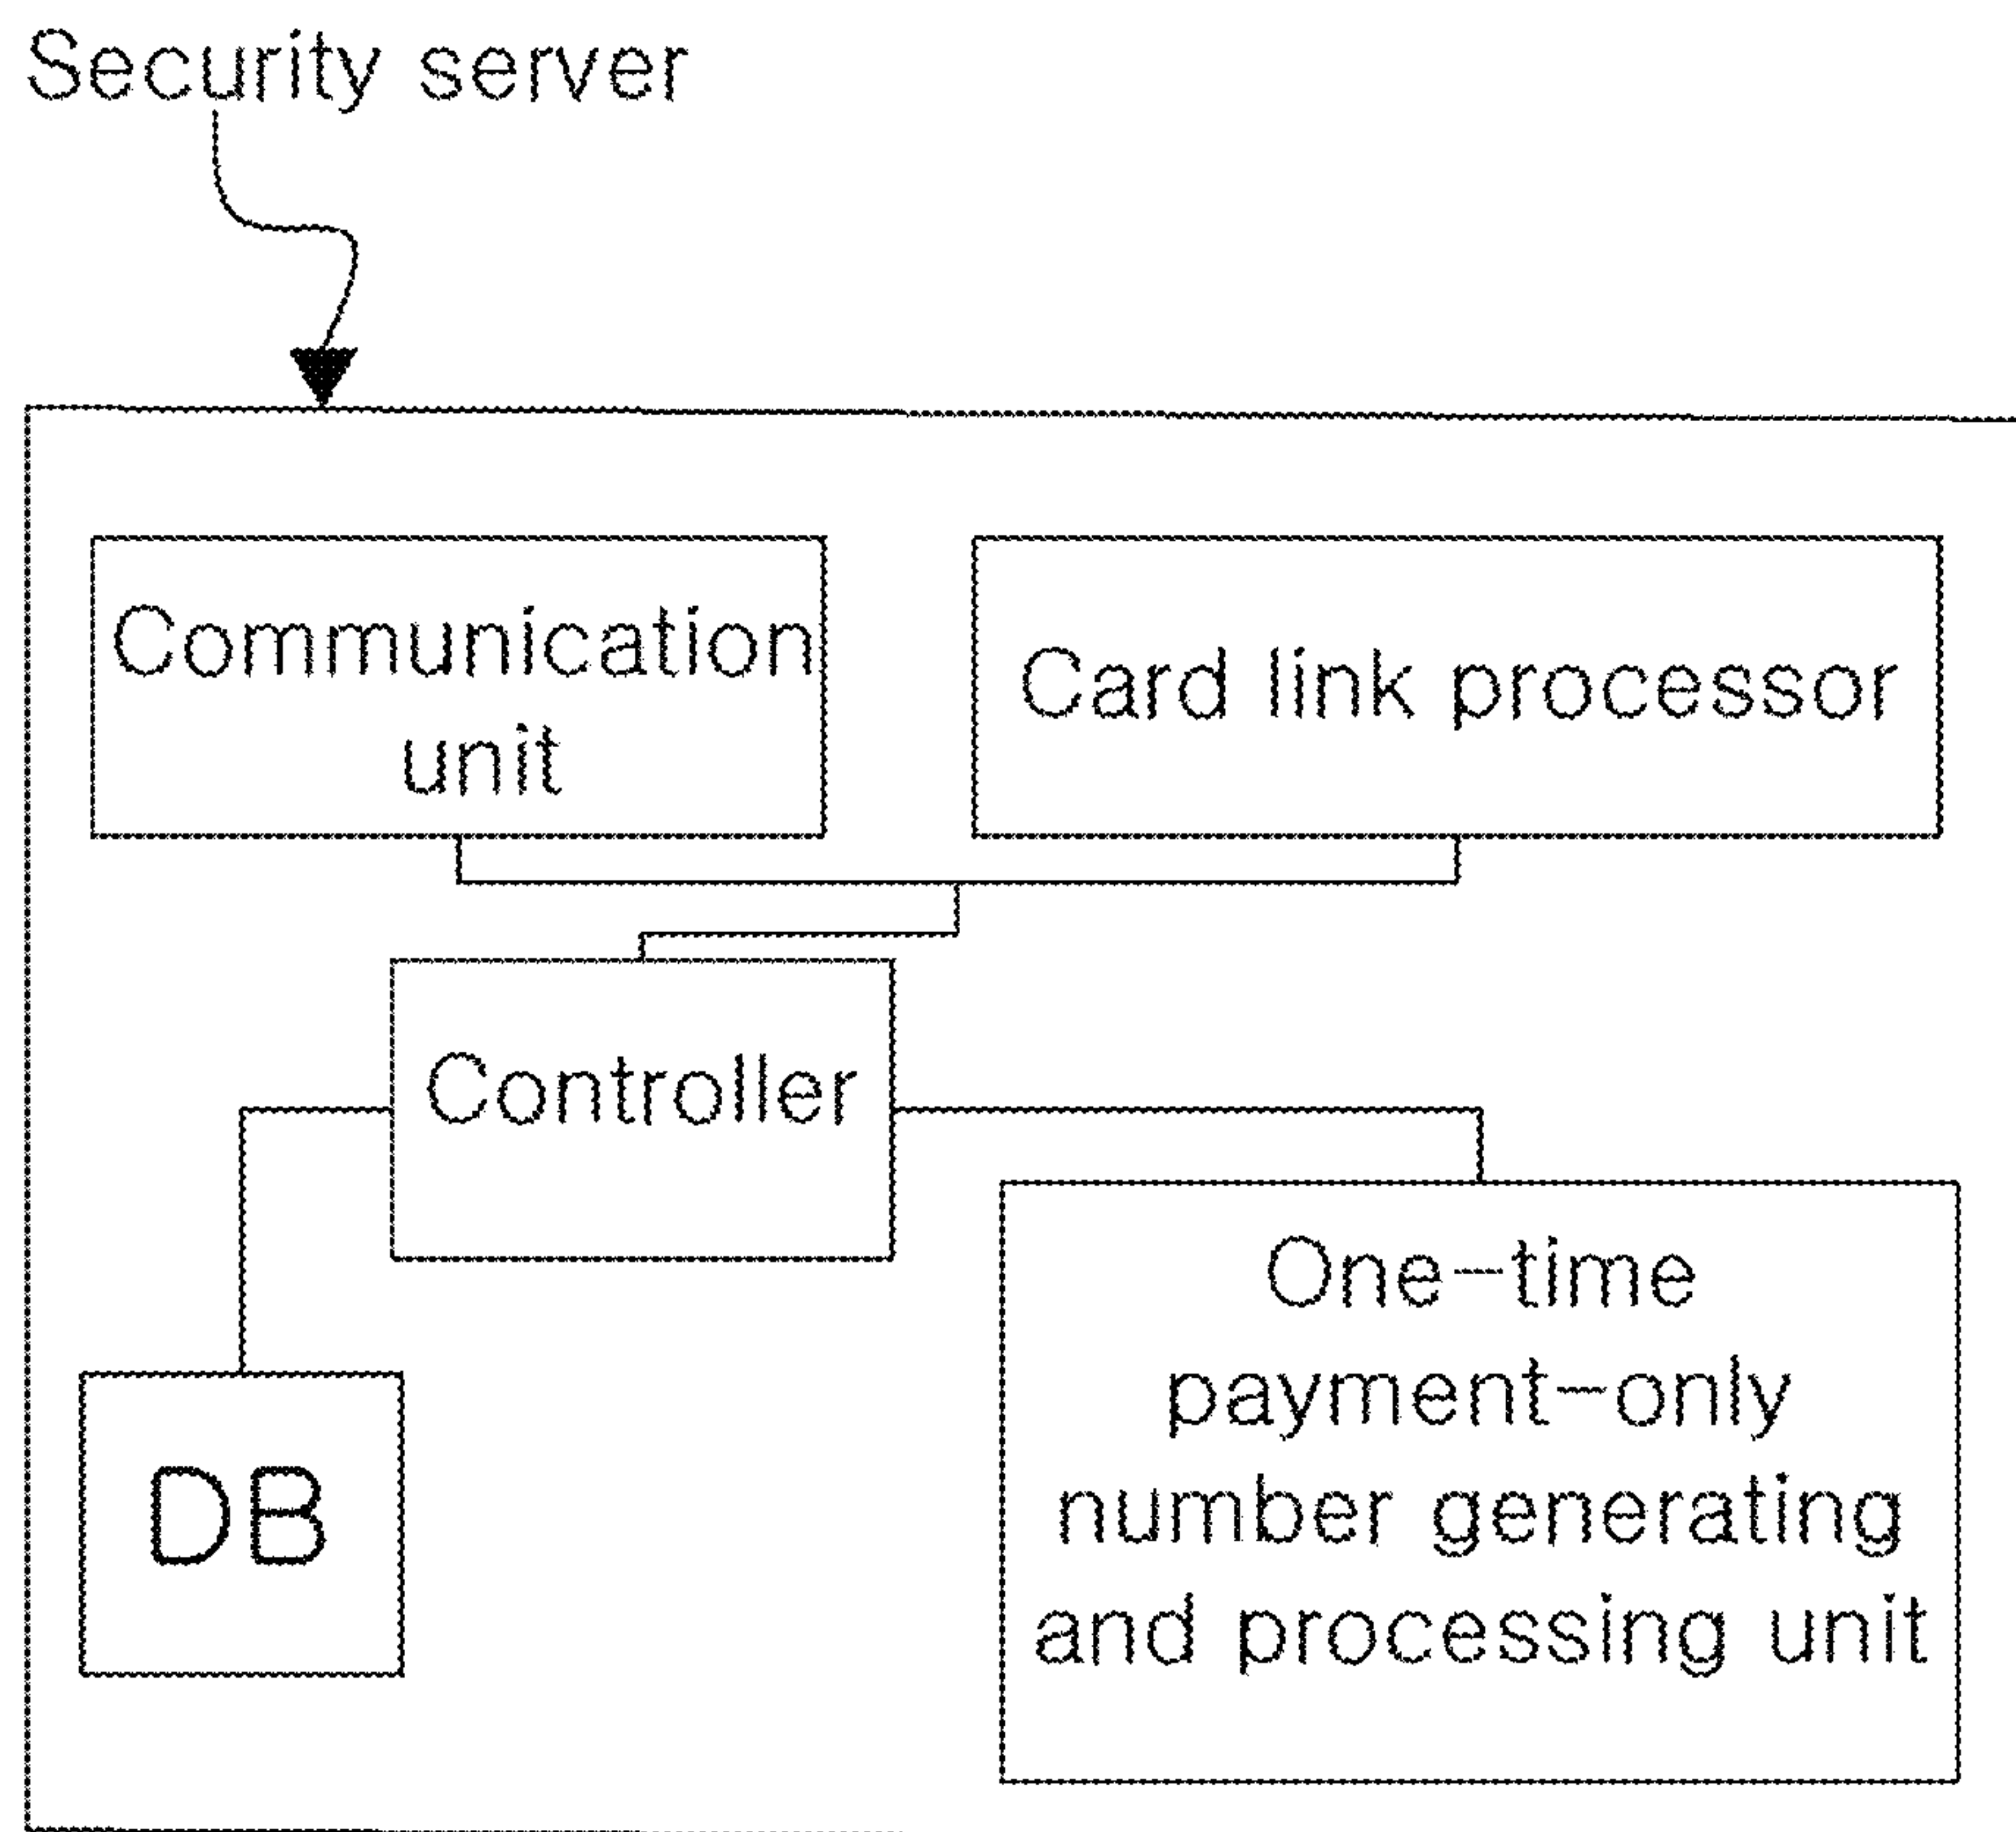 Security server
Communication
unit
Card link processor
Controller
DB
One-time
payment-only
number generating
and processing unit